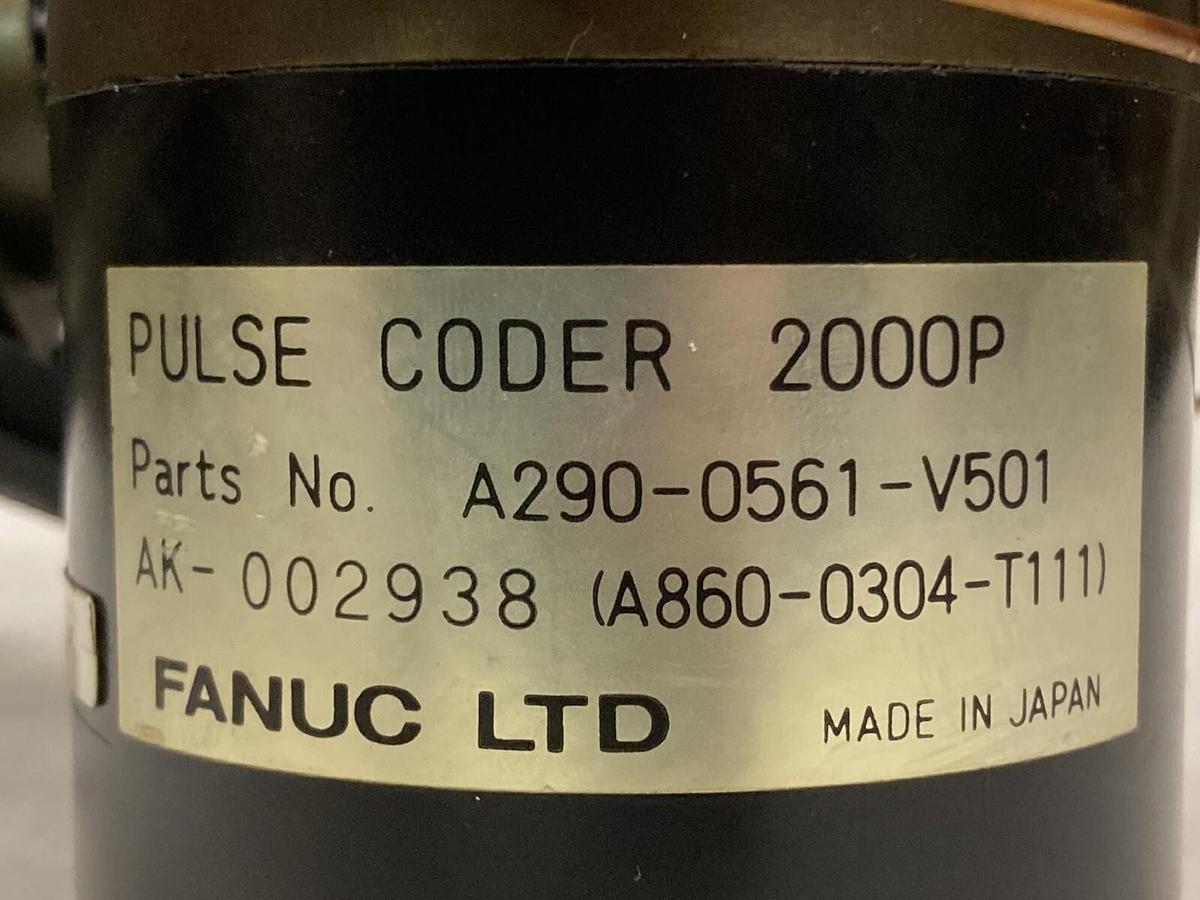 PULSE CODER 2000P
Parts No. A290-0561-V501
AK-002938 (A860-0304-T111)
FANUC LTD MADE IN JAPAN